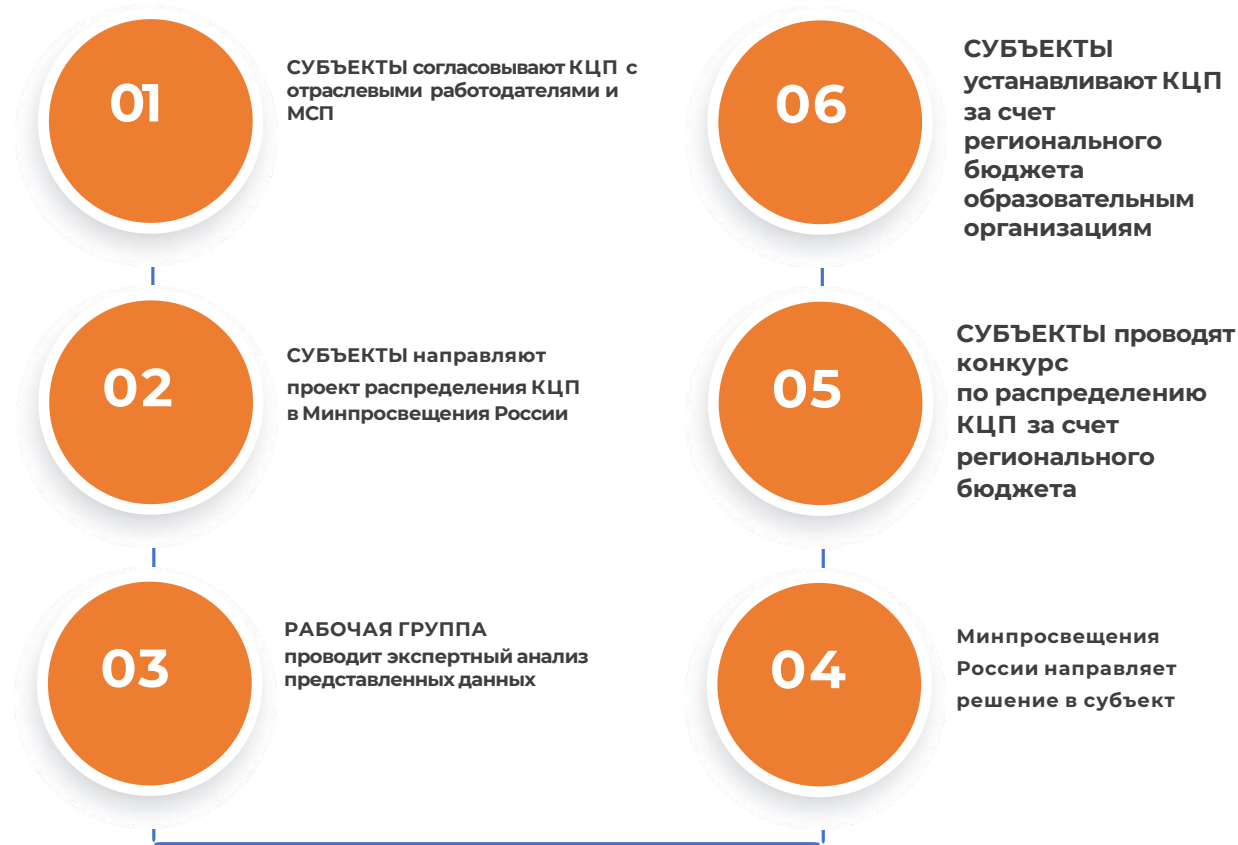 01
СУБЪЕКТЫ согласовывают КЦП с
отраслевыми работодателями и
МСП
02
СУБЪЕКТЫ направляют
проект распределения КЦП
в Минпросвещения России
03
РАБОЧАЯ ГРУППА
проводит экспертный анализ
представленных данных
04
Минпросвещения
России направляет
решение в субъект
05
СУБЪЕКТЫ проводят
конкурс
по распределению
КЦП за счет
регионального
бюджета
06
СУБЪЕКТЫ
устанавливают КЦП
за счет
регионального
бюджета
образовательным
организациям